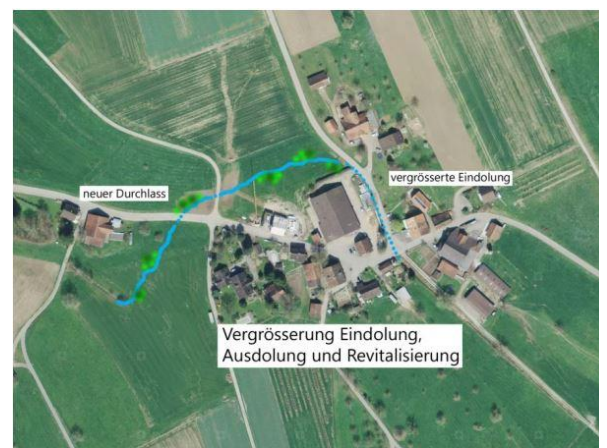 neuer Durchlass
vergrösserte Eindolung
Vergrösserung Eindolung,
Ausdolung und Revitalisierung